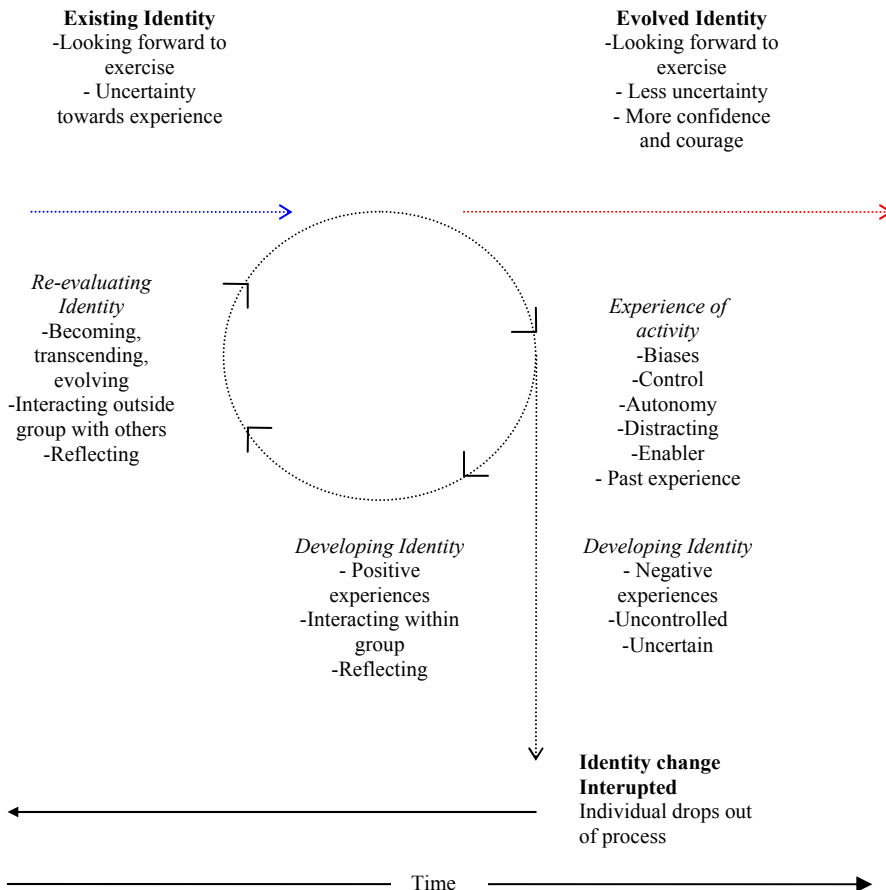 Existing Identity
-Looking forward to
exercise
- Uncertainty
towards experience
Evolved Identity
-Looking forward to
exercise
- Less uncertainty
- More confidence
and courage
Re-evaluating
Identity
-Becoming,
transcending,
evolving
-Interacting outside
group with others
-Reflecting
Experience of
activity
-Biases
-Control
-Autonomy
-Distracting
-Enabler
- Past experience
Developing Identity
- Positive
experiences
-Interacting within
group
-Reflecting
Developing Identity
- Negative
experiences
-Uncontrolled
-Uncertain
Identity change
Interupted
Individual drops out
of process
Time